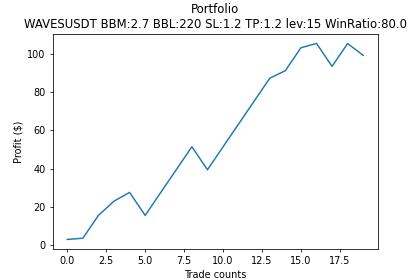 Portfolio
WAVESUSDT BBM:2.7 BBL:220 SL:1.2 TP:1.2 lev:15 WinRatio:80.0
100
80
60
40
20
0
Profit ($)
0.0 2.5 5.0 7.5 10.0 12.5 15.0 17.5
Trade counts